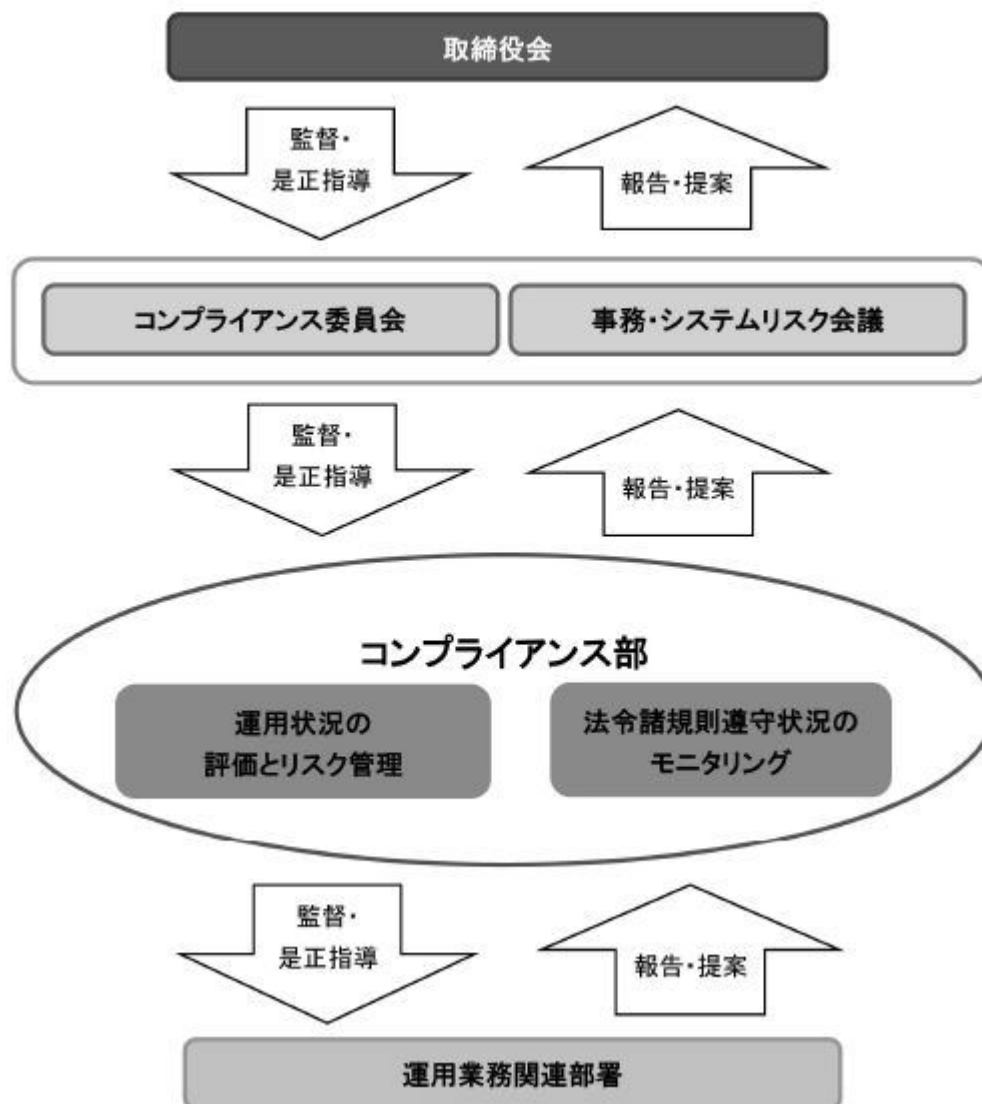 取締役会
監督・
是正指導
報告・提案
コンプライアンス委員会
事務・システムリスク会議
監督・
是正指導
報告・提案
コンプライアンス部
運用状況の
評価とリスク管理
法令諸規則遵守状況の
モニタリング
監督・
是正指導
報告・提案
運用業務関連部署